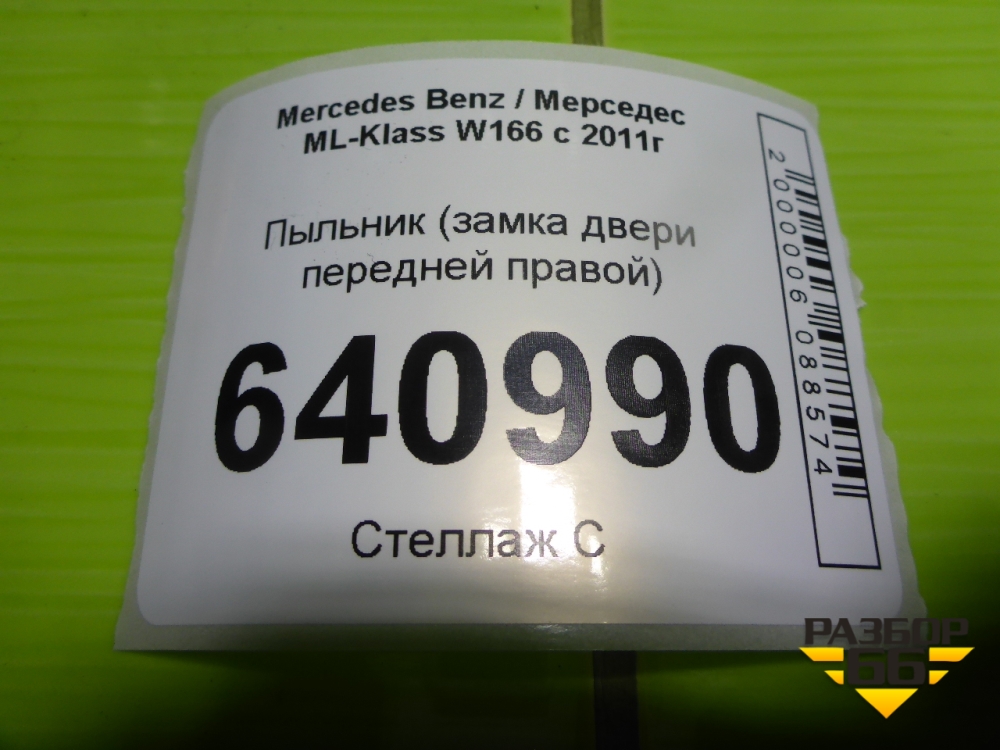 Mercedes Benz / Мерседес
ML-Klass W166 с 2011г
Пыльник (замка двери
передней правой)
640990
Стеллаж С
2000006088574
РАЗБОР
66